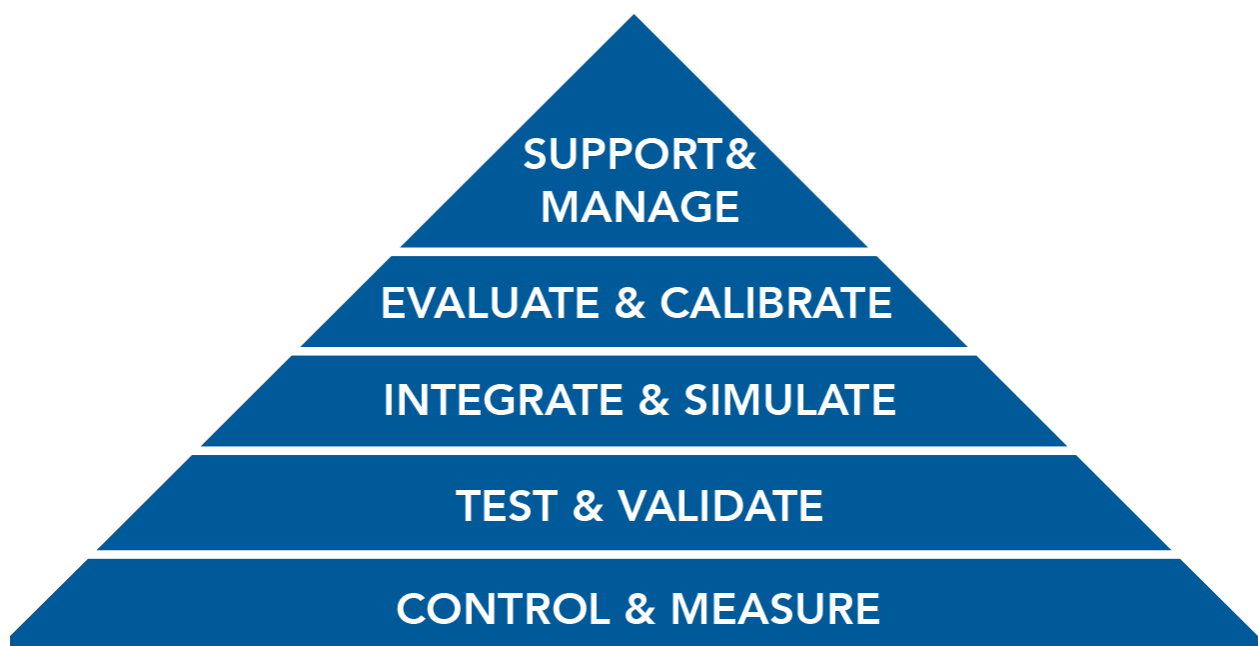 SUPPORT&
MANAGE
EVALUATE & CALIBRATE
INTEGRATE & SIMULATE
TEST & VALIDATE
CONTROL & MEASURE